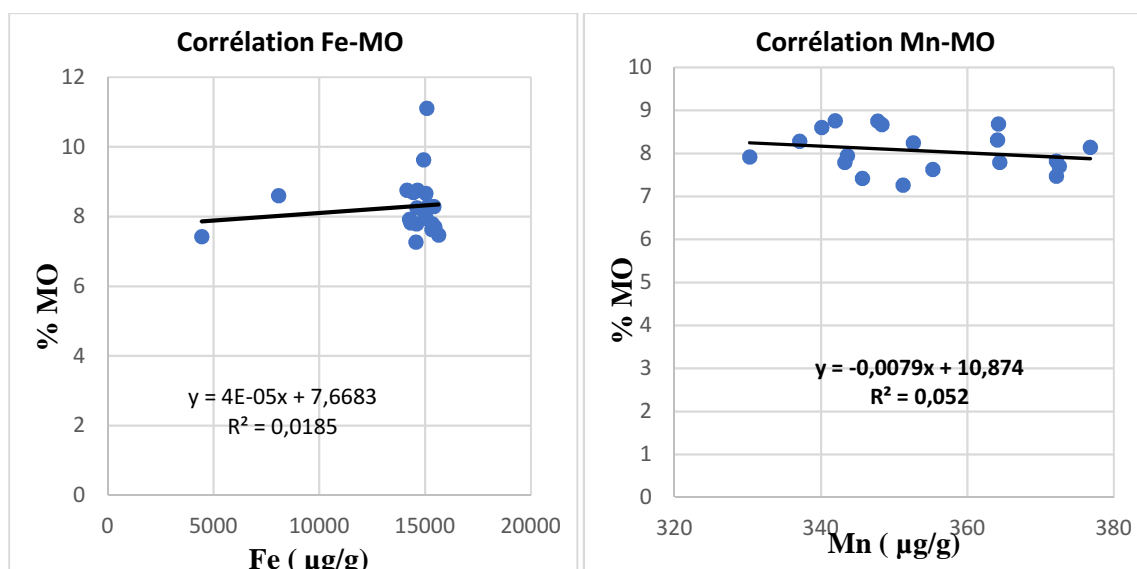 Corrélation Fe-MO
12
10
8
6
4
2
0
% MO
y = 4E-05x + 7,6683
R² = 0,0185
0 5000 10000 15000 20000
Fe ( µg/g)
Corrélation Mn-MO
10
9
8
7
6
5
4
3
2
1
0
% MO
y = -0,0079x + 10,874
R² = 0,052
320 340 360 380
Mn ( µg/g)